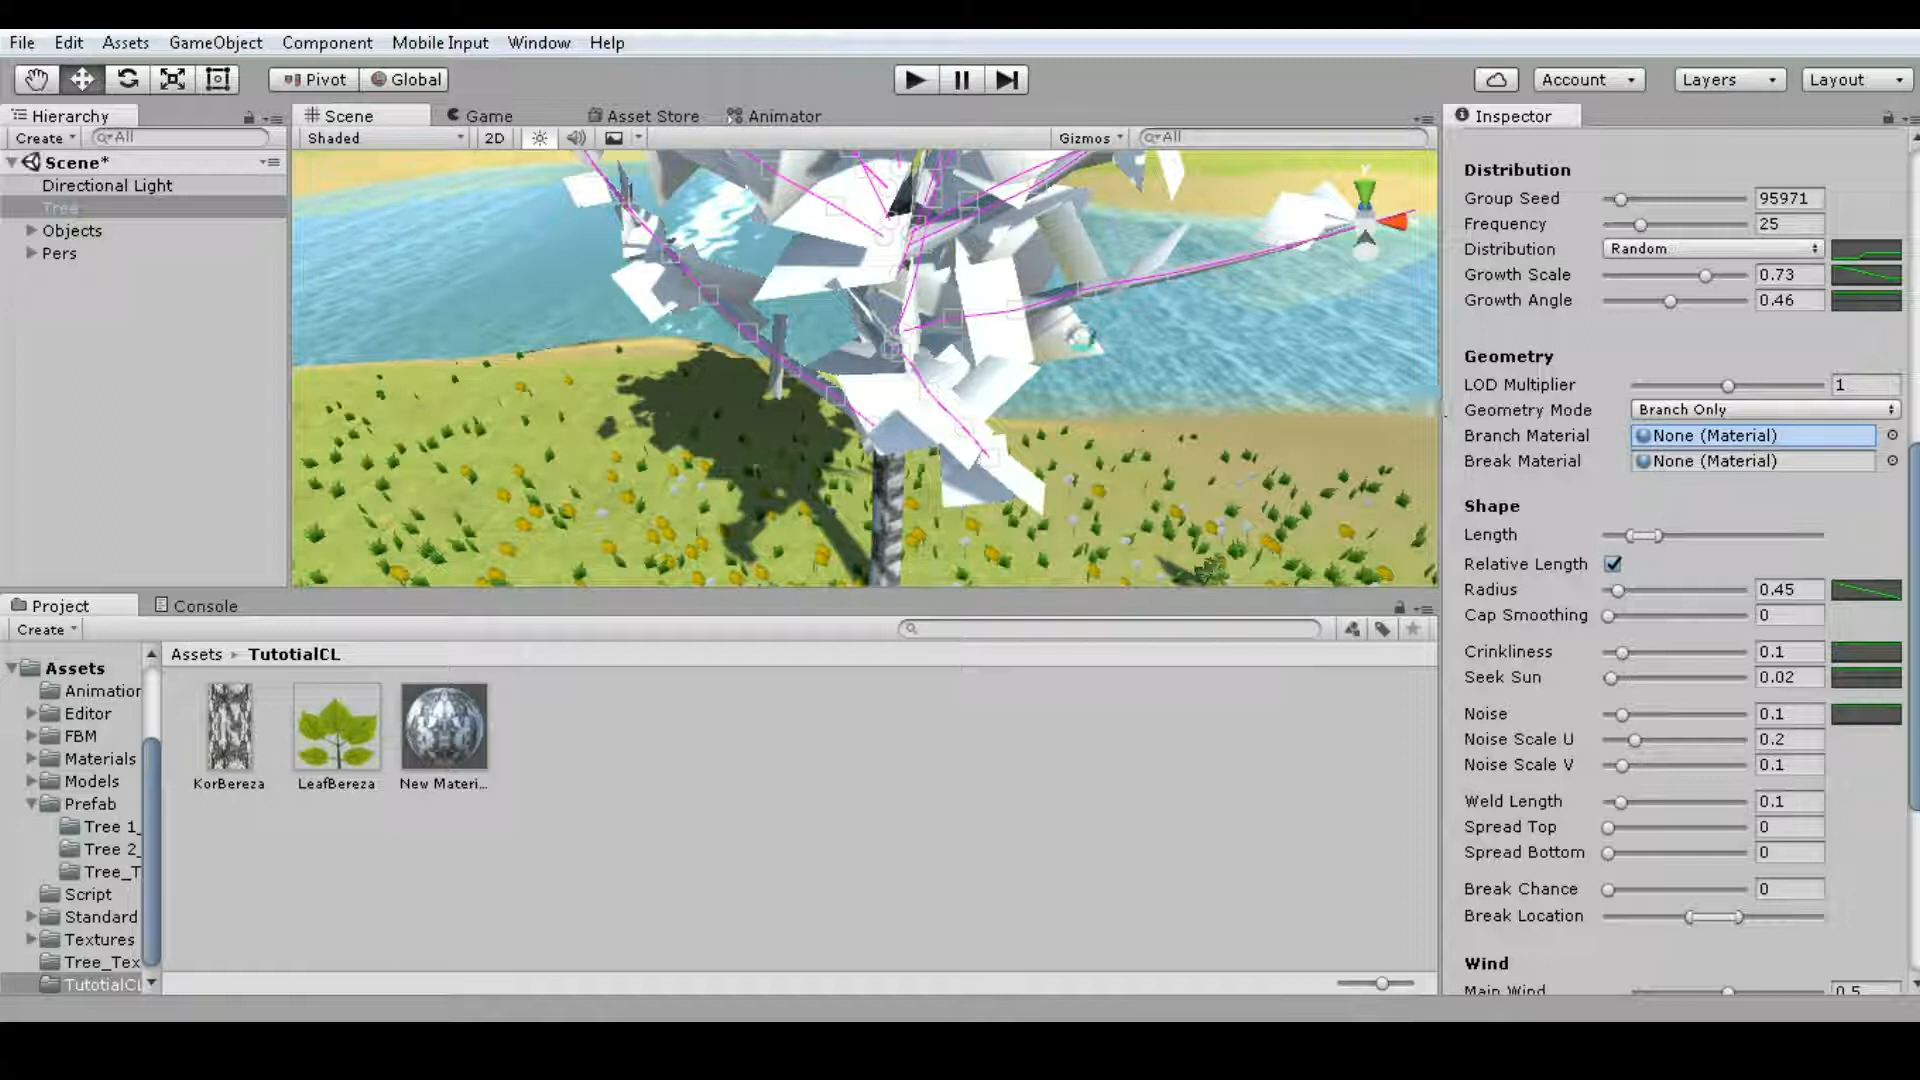 File Edit Assets GameObject Component Mobile Input Window Help
Pivot Global Account Layers Layout
Hierarchy
Create All
Scene*
Directional Light
Tree
Objects
Pers
Scene Game Asset Store Animator
Shaded 2D Gizmos All
Y
Inspector
Distribution
Group Seed 95971
Frequency 25
Distribution Random
Growth Scale 0.73
Growth Angle 0.46
Geometry
LOD Multiplier 1
Geometry Mode Branch Only
Branch Material None (Material)
Break Material None (Material)
Shape
Length
Relative Length
Radius 0.45
Cap Smoothing 0
Crinkliness 0.1
Seek Sun 0.02
Noise 0.1
Noise Scale U 0.2
Noise Scale V 0.1
Weld Length 0.1
Spread Top 0
Spread Bottom 0
Break Chance 0
Break Location
Wind
Main Wind 0.5
Project Console
Create
Assets
Animation
Editor
FBM
Materials
Models
Prefab
Tree 1_
Tree 2_
Tree_T
Script
Standard
Textures
Tree_Tex
TutotialCL
Assets TutotialCL
KorBereza LeafBereza New Materi...